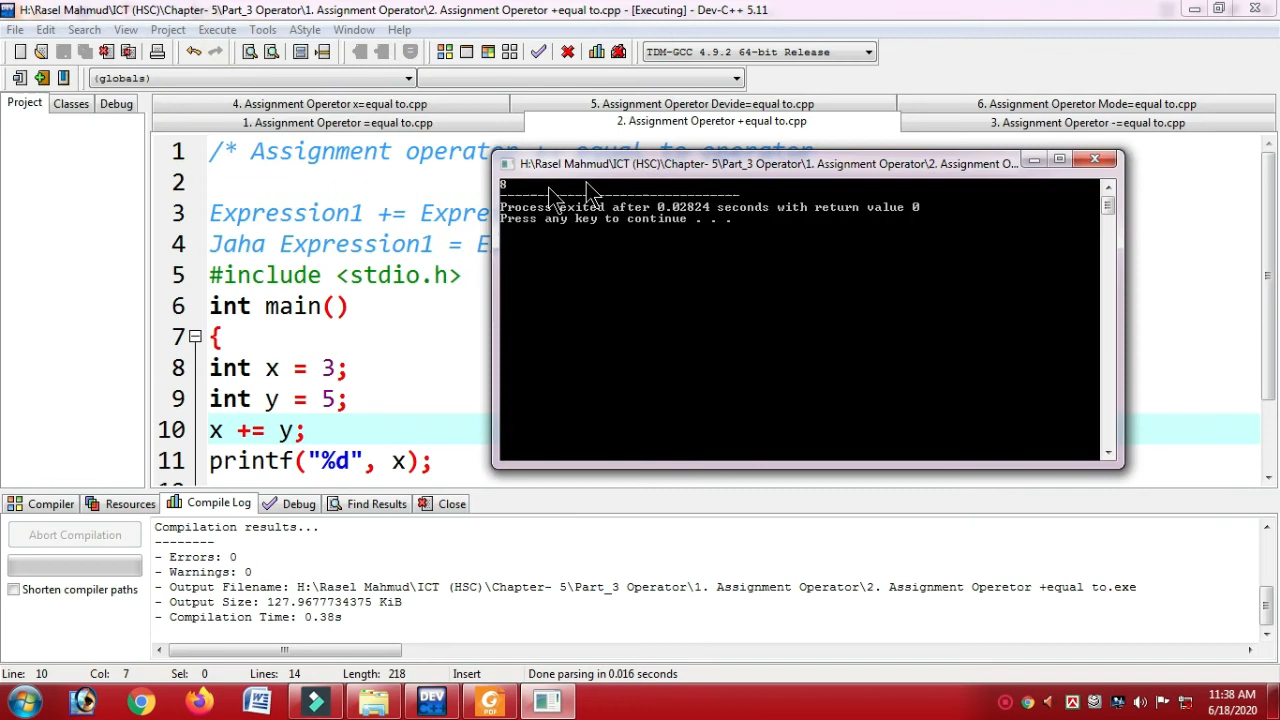 H:\Rasel Mahmud\ICT (HSC)\Chapter- 5\Part_3 Operator\1. Assignment Operator\2. Assignment Operetor +equal to.cpp - [Executing] - Dev-C++ 5.11
File Edit Search View Project Execute Tools AStyle Window Help
TDM-GCC 4.9.2 64-bit Release
(globals)
Project Classes Debug
4. Assignment Operetor x=equal to.cpp 5. Assignment Operetor Devide=equal to.cpp 6. Assignment Operetor Mode=equal to.cpp
1. Assignment Operetor =equal to.cpp 2. Assignment Operetor +equal to.cpp 3. Assignment Operetor -=equal to.cpp
1 /* Assignment operator
2
3 Expression1 += Expre
4 Jaha Expression1 = E
5 #include <stdio.h>
6 int main()
7 {
8 int x = 3;
9 int y = 5;
10 x += y;
11 printf("%d", x);
H:\Rasel Mahmud\ICT (HSC)\Chapter- 5\Part_3 Operator\1. Assignment Operator\2. Assignment O...
8
--------------------------------
Process exited after 0.02824 seconds with return value 0
Press any key to continue . . .
Compiler Resources Compile Log Debug Find Results Close
Abort Compilation
Shorten compiler paths
Compilation results...
--------
- Errors: 0
- Warnings: 0
- Output Filename: H:\Rasel Mahmud\ICT (HSC)\Chapter- 5\Part_3 Operator\1. Assignment Operator\2. Assignment Operetor +equal to.exe
- Output Size: 127.9677734375 KiB
- Compilation Time: 0.38s
Line: 10 Col: 7 Sel: 0 Lines: 14 Length: 218 Insert Done parsing in 0.016 seconds
DEV
PDF
11:38 AM
6/18/2020